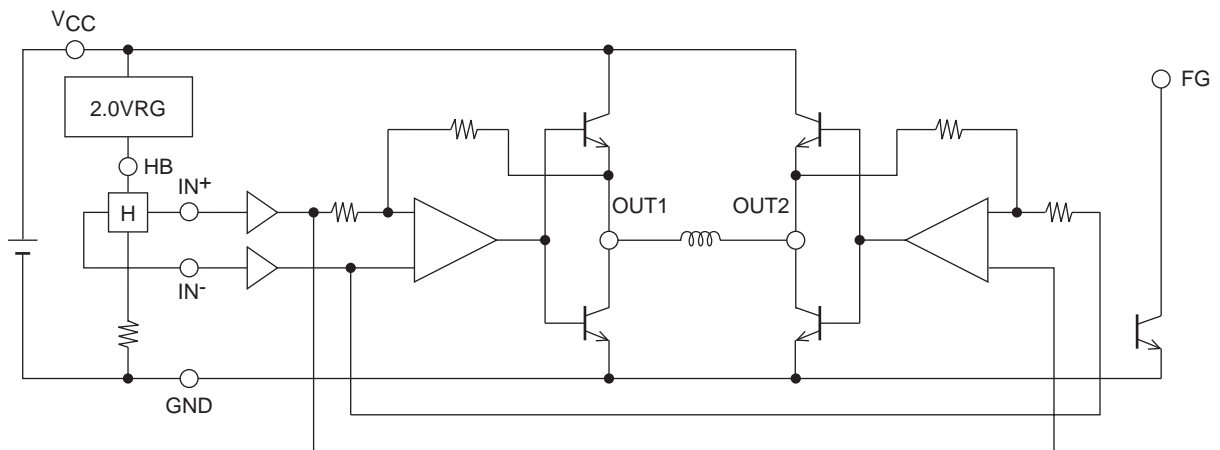 VCC
FG
2.0VRG
HB
IN+
H
OUT1
OUT2
IN-
GND